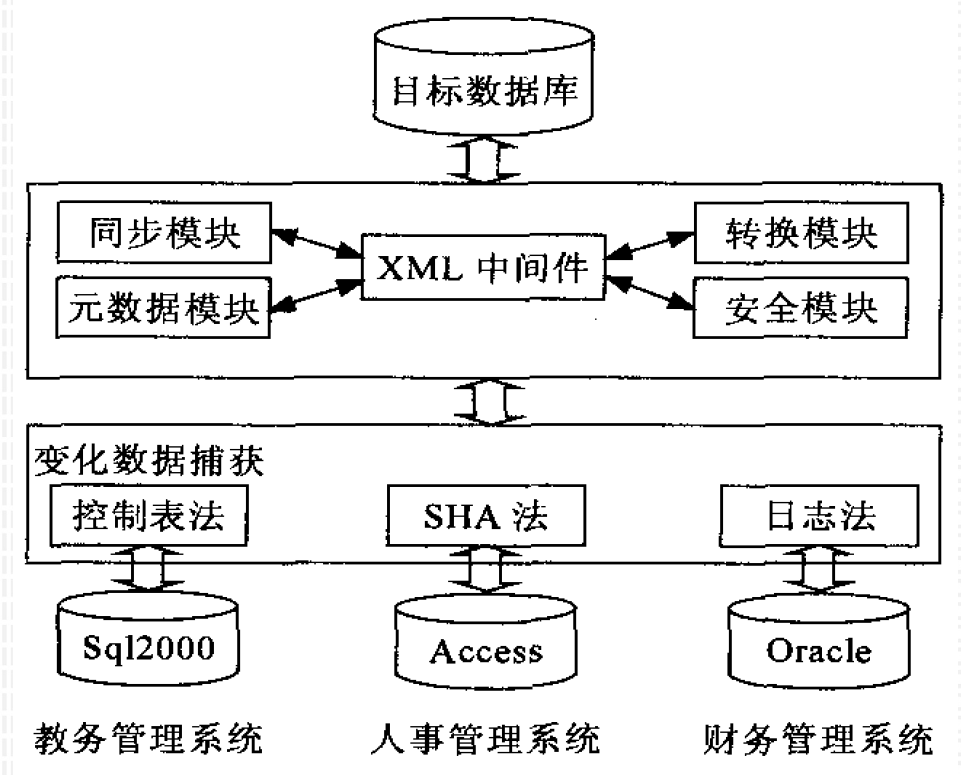 目标数据库
同步模块
转换模块
XML 中间件
元数据模块
安全模块
变化数据捕获
控制表法
SHA 法
日志法
Sql2000
Access
Oracle
教务管理系统
人事管理系统
财务管理系统